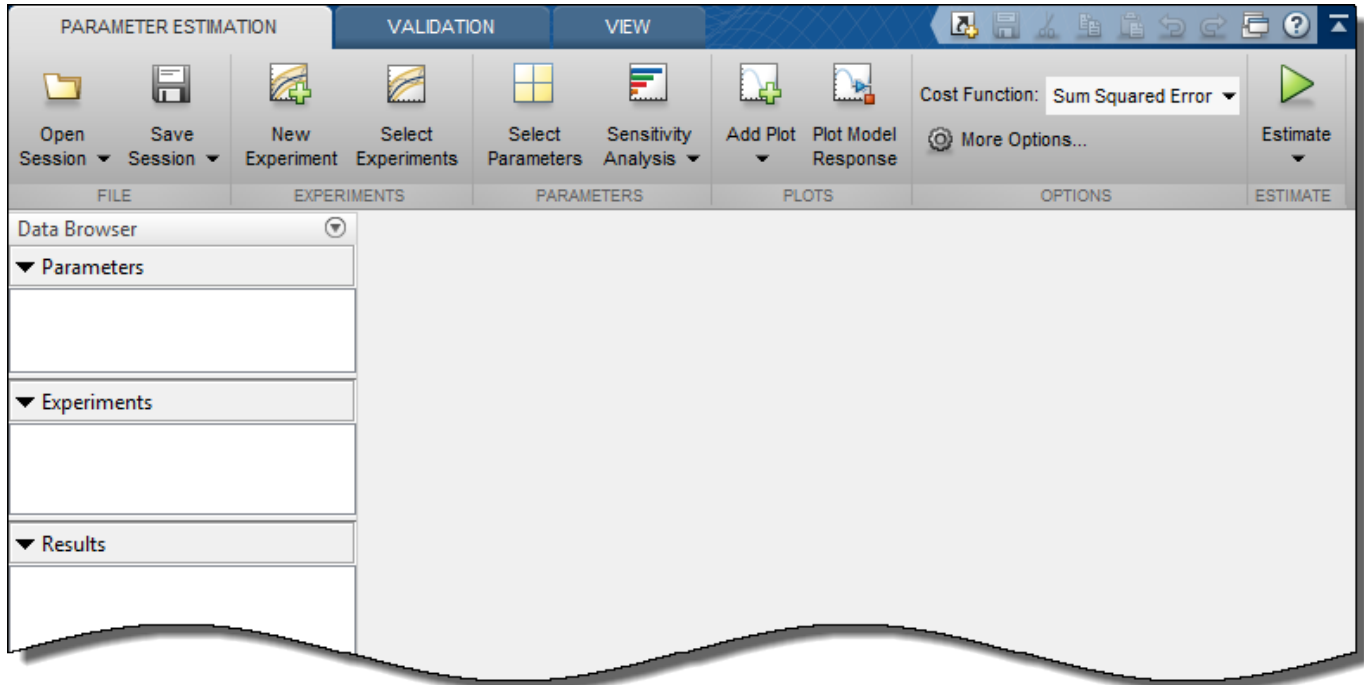 PARAMETER ESTIMATION VALIDATION VIEW
Open Session Save Session New Experiment Select Experiments Select Parameters Sensitivity Analysis Add Plot Plot Model Response Cost Function: Sum Squared Error Estimate
More Options...
FILE EXPERIMENTS PARAMETERS PLOTS OPTIONS ESTIMATE
Data Browser
Parameters
Experiments
Results